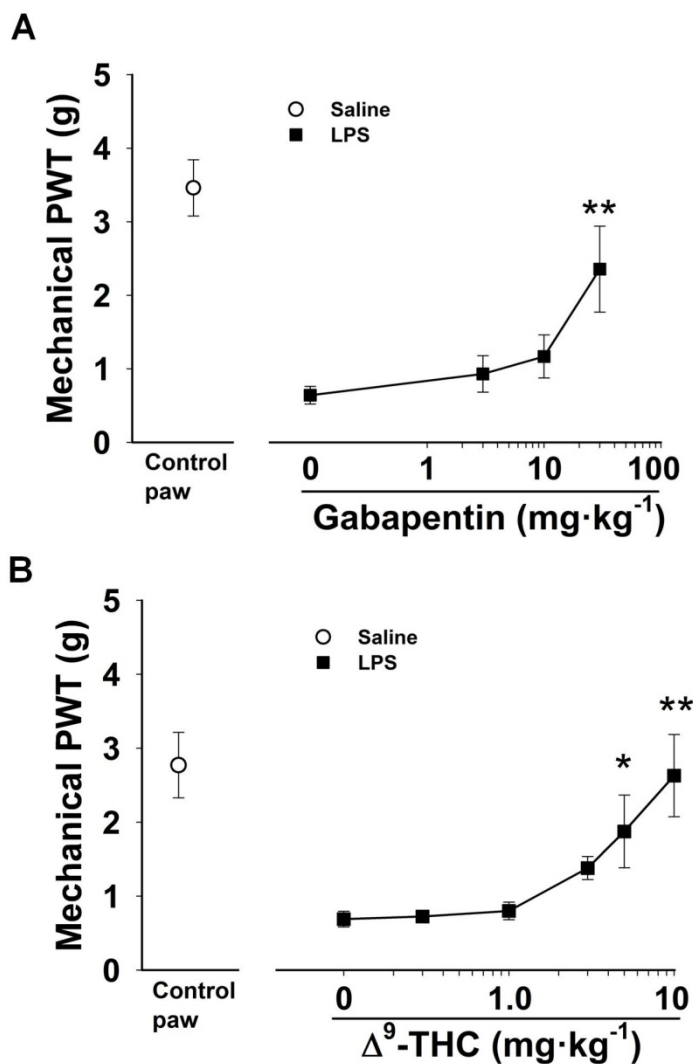 A
Mechanical PWT (g)
5
4
3
2
1
0
Saline
LPS
**
Control
paw
0 1 10 100
Gabapentin (mg·kg⁻¹)
B
Mechanical PWT (g)
5
4
3
2
1
0
Saline
LPS
*
**
Control
paw
0 1.0 10
Δ⁹-THC (mg·kg⁻¹)